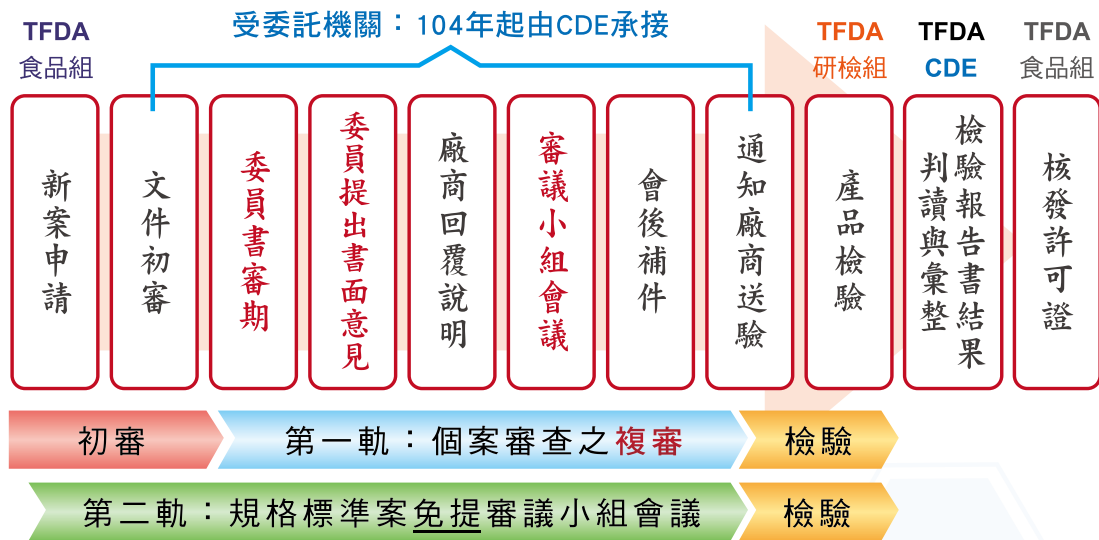 TFDA
食品組
受委託機關：104年起由CDE承接
TFDA
研檢組
TFDA
CDE
TFDA
食品組
新案申請
文件初審
委員書審期
委員提出書面意見
廠商回覆說明
審議小組會議
會後補件
通知廠商送驗
產品檢驗
檢驗報告書結果
判讀與彙整
核發許可證
初審
第一軌：個案審查之複審
檢驗
第二軌：規格標準案免提審議小組會議
檢驗